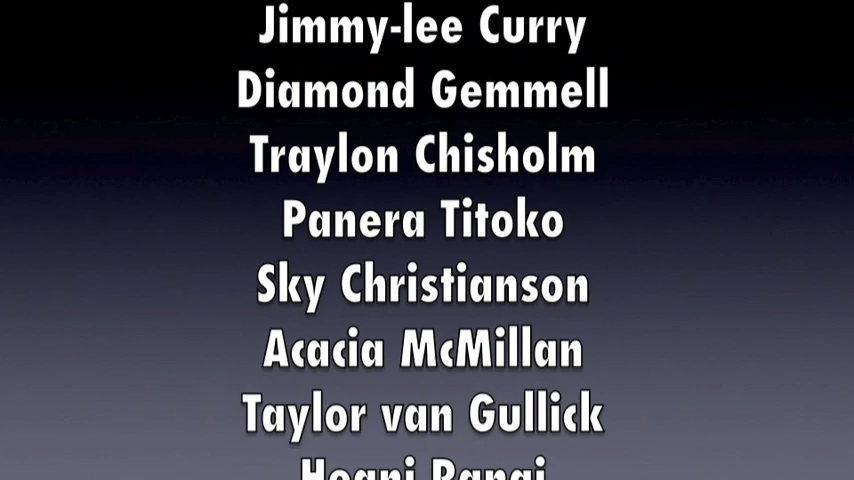 Jimmy-lee Curry
Diamond Gemmell
Traylon Chisholm
Panera Titoko
Sky Christianson
Acacia McMillan
Taylor van Gullick